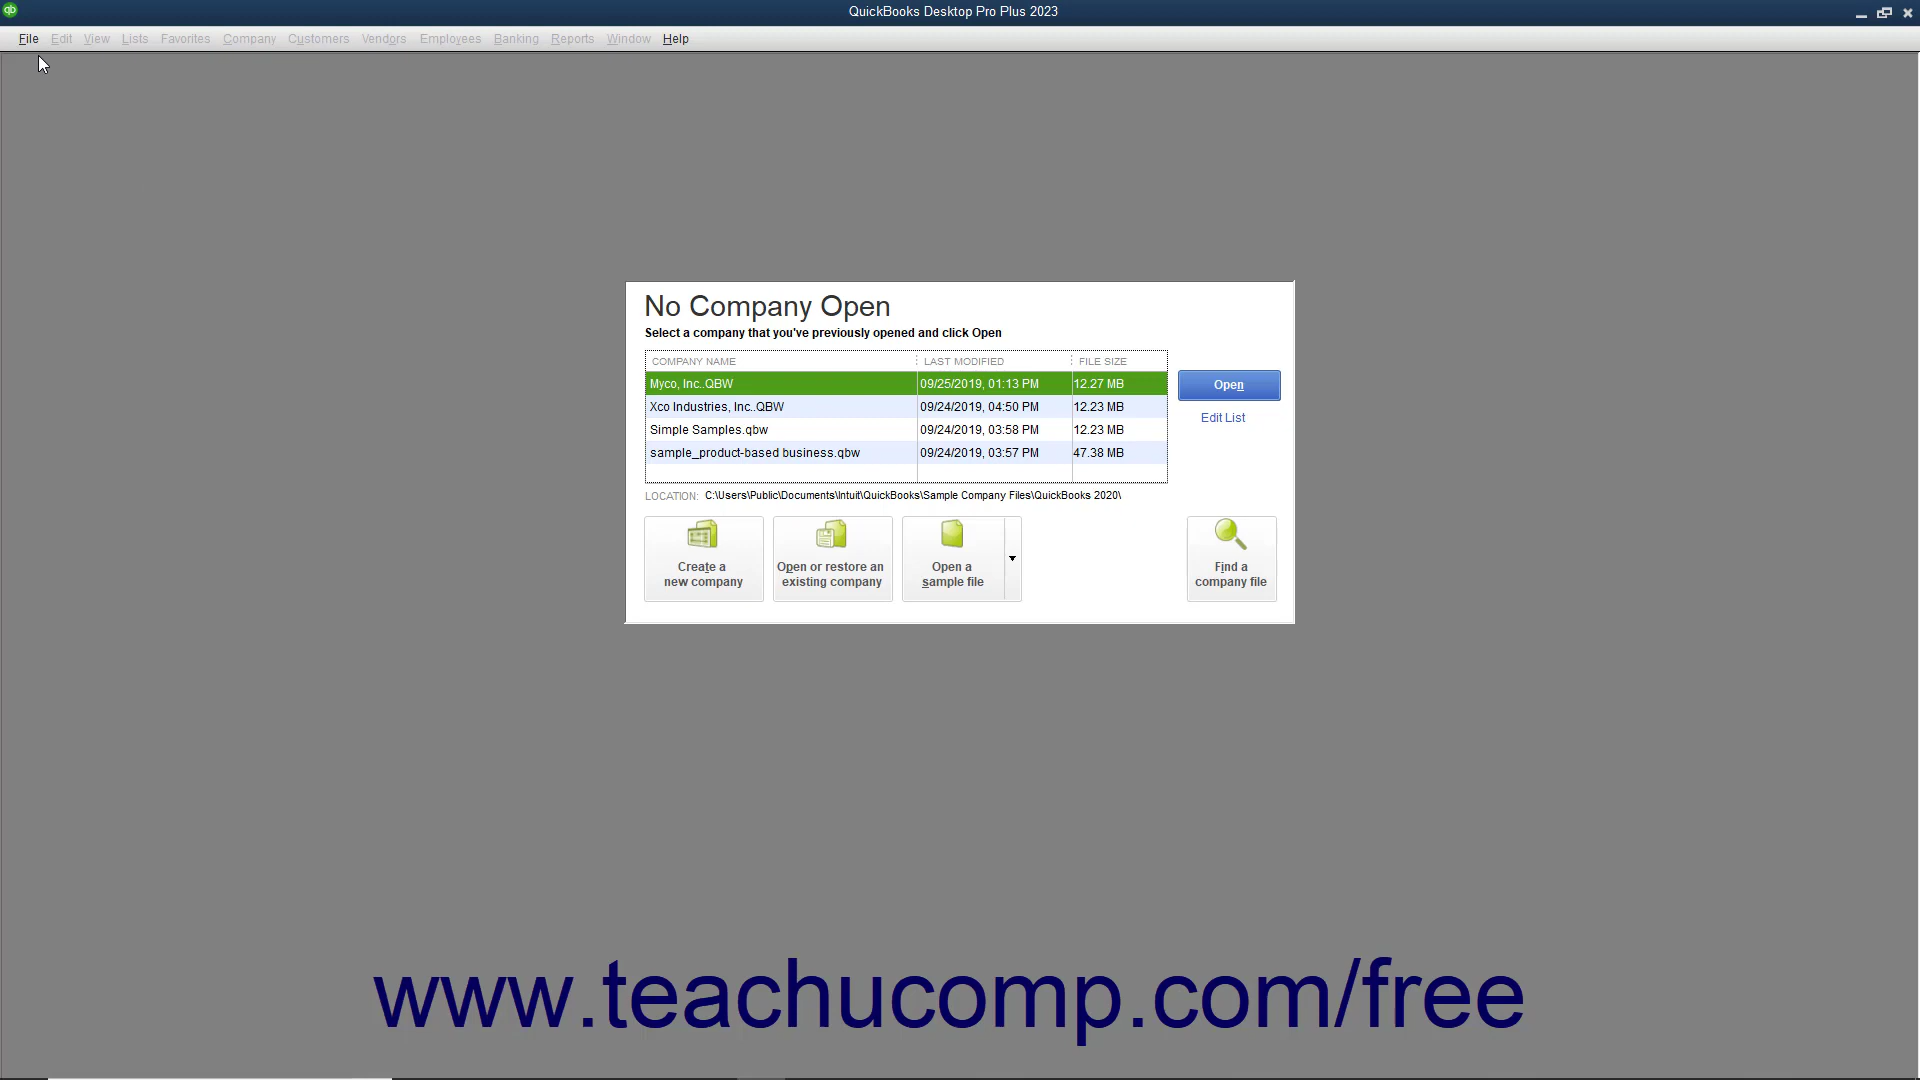 qb
QuickBooks Desktop Pro Plus 2023
File Edit View Lists Favorites Company Customers Vendors Employees Banking Reports Window Help
No Company Open
Select a company that you've previously opened and click Open
COMPANY NAME LAST MODIFIED FILE SIZE
Myco, Inc..QBW 09/25/2019, 01:13 PM 12.27 MB
Open
Xco Industries, Inc..QBW 09/24/2019, 04:50 PM 12.23 MB
Edit List
Simple Samples.qbw 09/24/2019, 03:58 PM 12.23 MB
sample_product-based business.qbw 09/24/2019, 03:57 PM 47.38 MB
LOCATION: C:\Users\Public\Documents\Intuit\QuickBooks\Sample Company Files\QuickBooks 2020\
Create a
new company
Open or restore an
existing company
Open a
sample file
Find a
company file
www.teachucomp.com/free